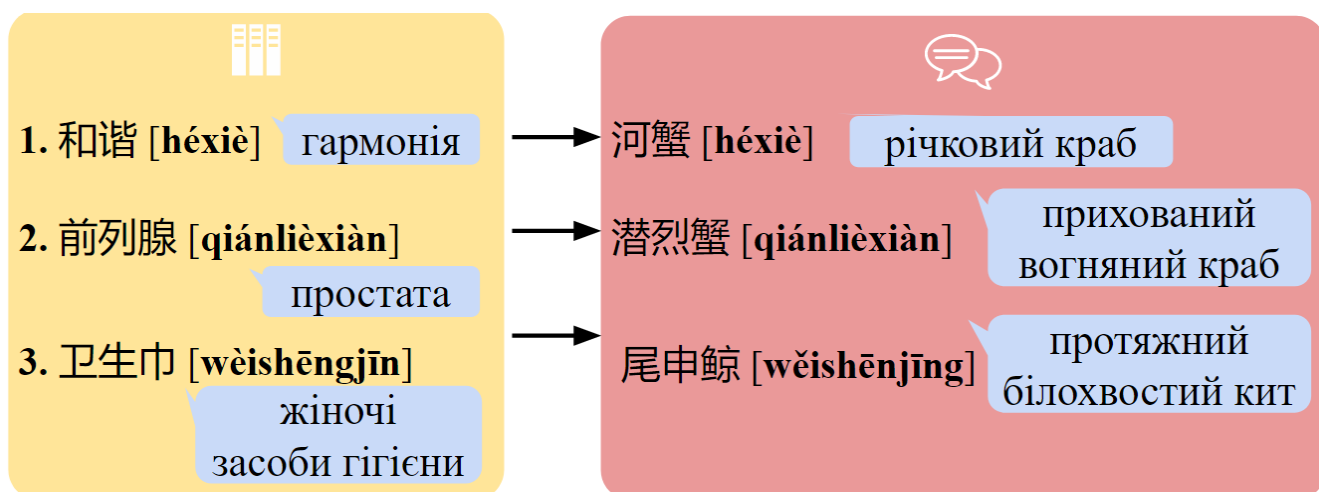 1. 和谐 [héxiè] гармонія
河蟹 [héxiè] річковий краб
2. 前列腺 [qiánlièxiàn]
простата
潜烈蟹 [qiánlièxiàn]
прихований
вогняний краб
3. 卫生巾 [wèishēngjīn]
жіночі
засоби гігієни
尾申鲸 [wěishēnjīng]
протяжний
білохвостий кит